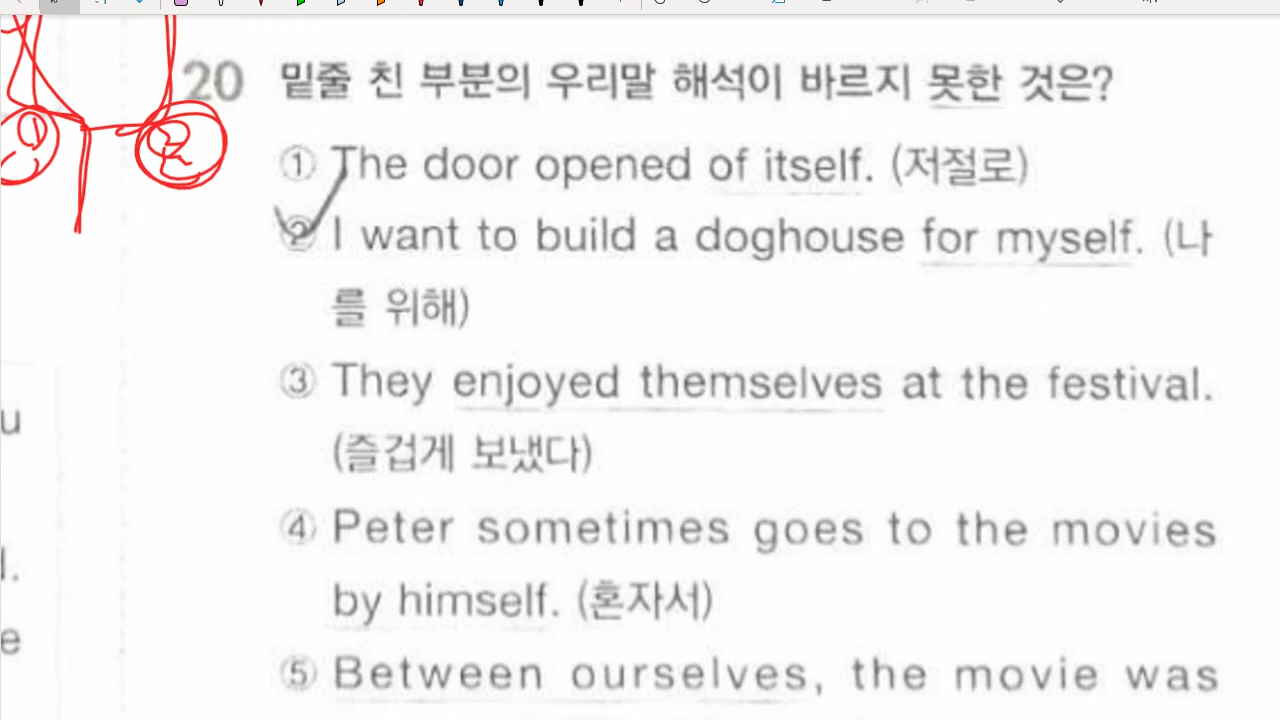 20 밑줄 친 부분의 우리말 해석이 바르지 못한 것은?
① The door opened of itself. (저절로)
② I want to build a doghouse for myself. (나
를 위해)
③ They enjoyed themselves at the festival.
(즐겁게 보냈다)
④ Peter sometimes goes to the movies
by himself. (혼자서)
⑤ Between ourselves, the movie was
u
l.
e
①
②